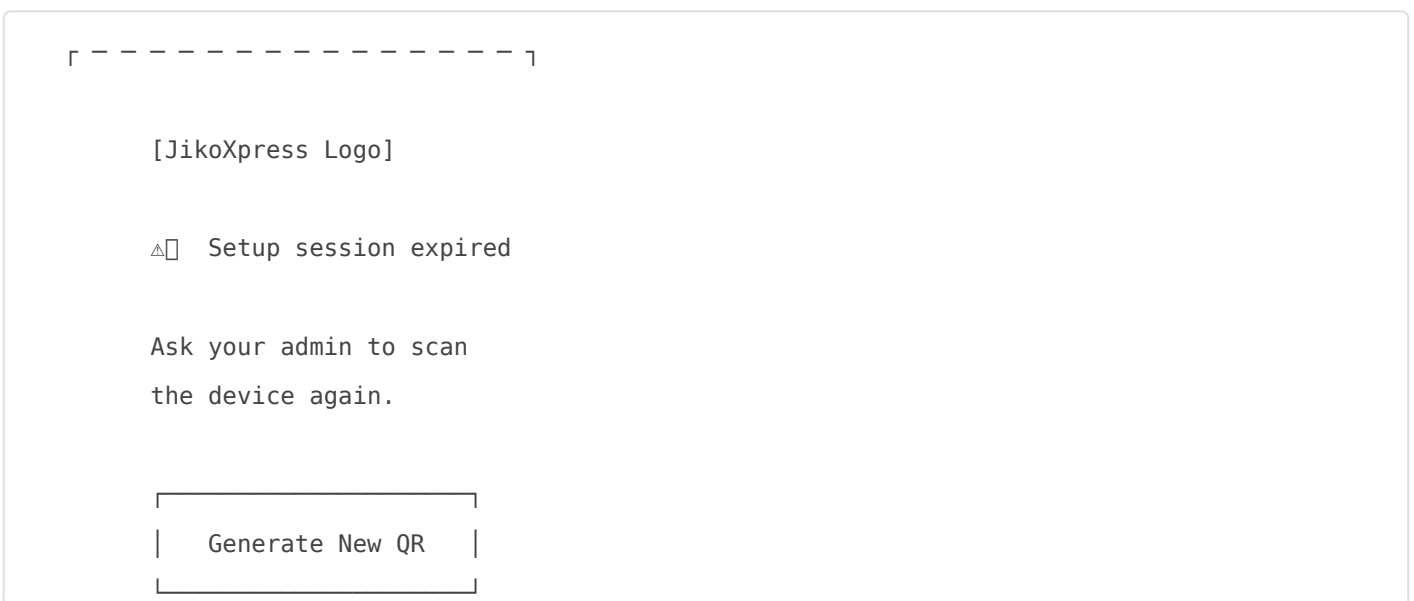 [JikoXpress Logo]
⚠ Setup session expired
Ask your admin to scan
the device again.
Generate New QR